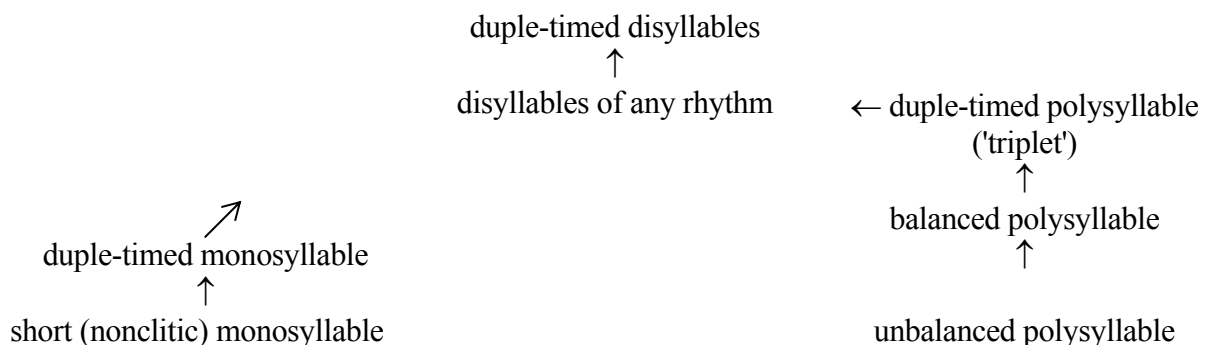 duple-timed disyllables
↑
disyllables of any rhythm ← duple-timed polysyllable
('triplet')
↑
↗ balanced polysyllable
duple-timed monosyllable ↑
↑
short (nonclitic) monosyllable unbalanced polysyllable